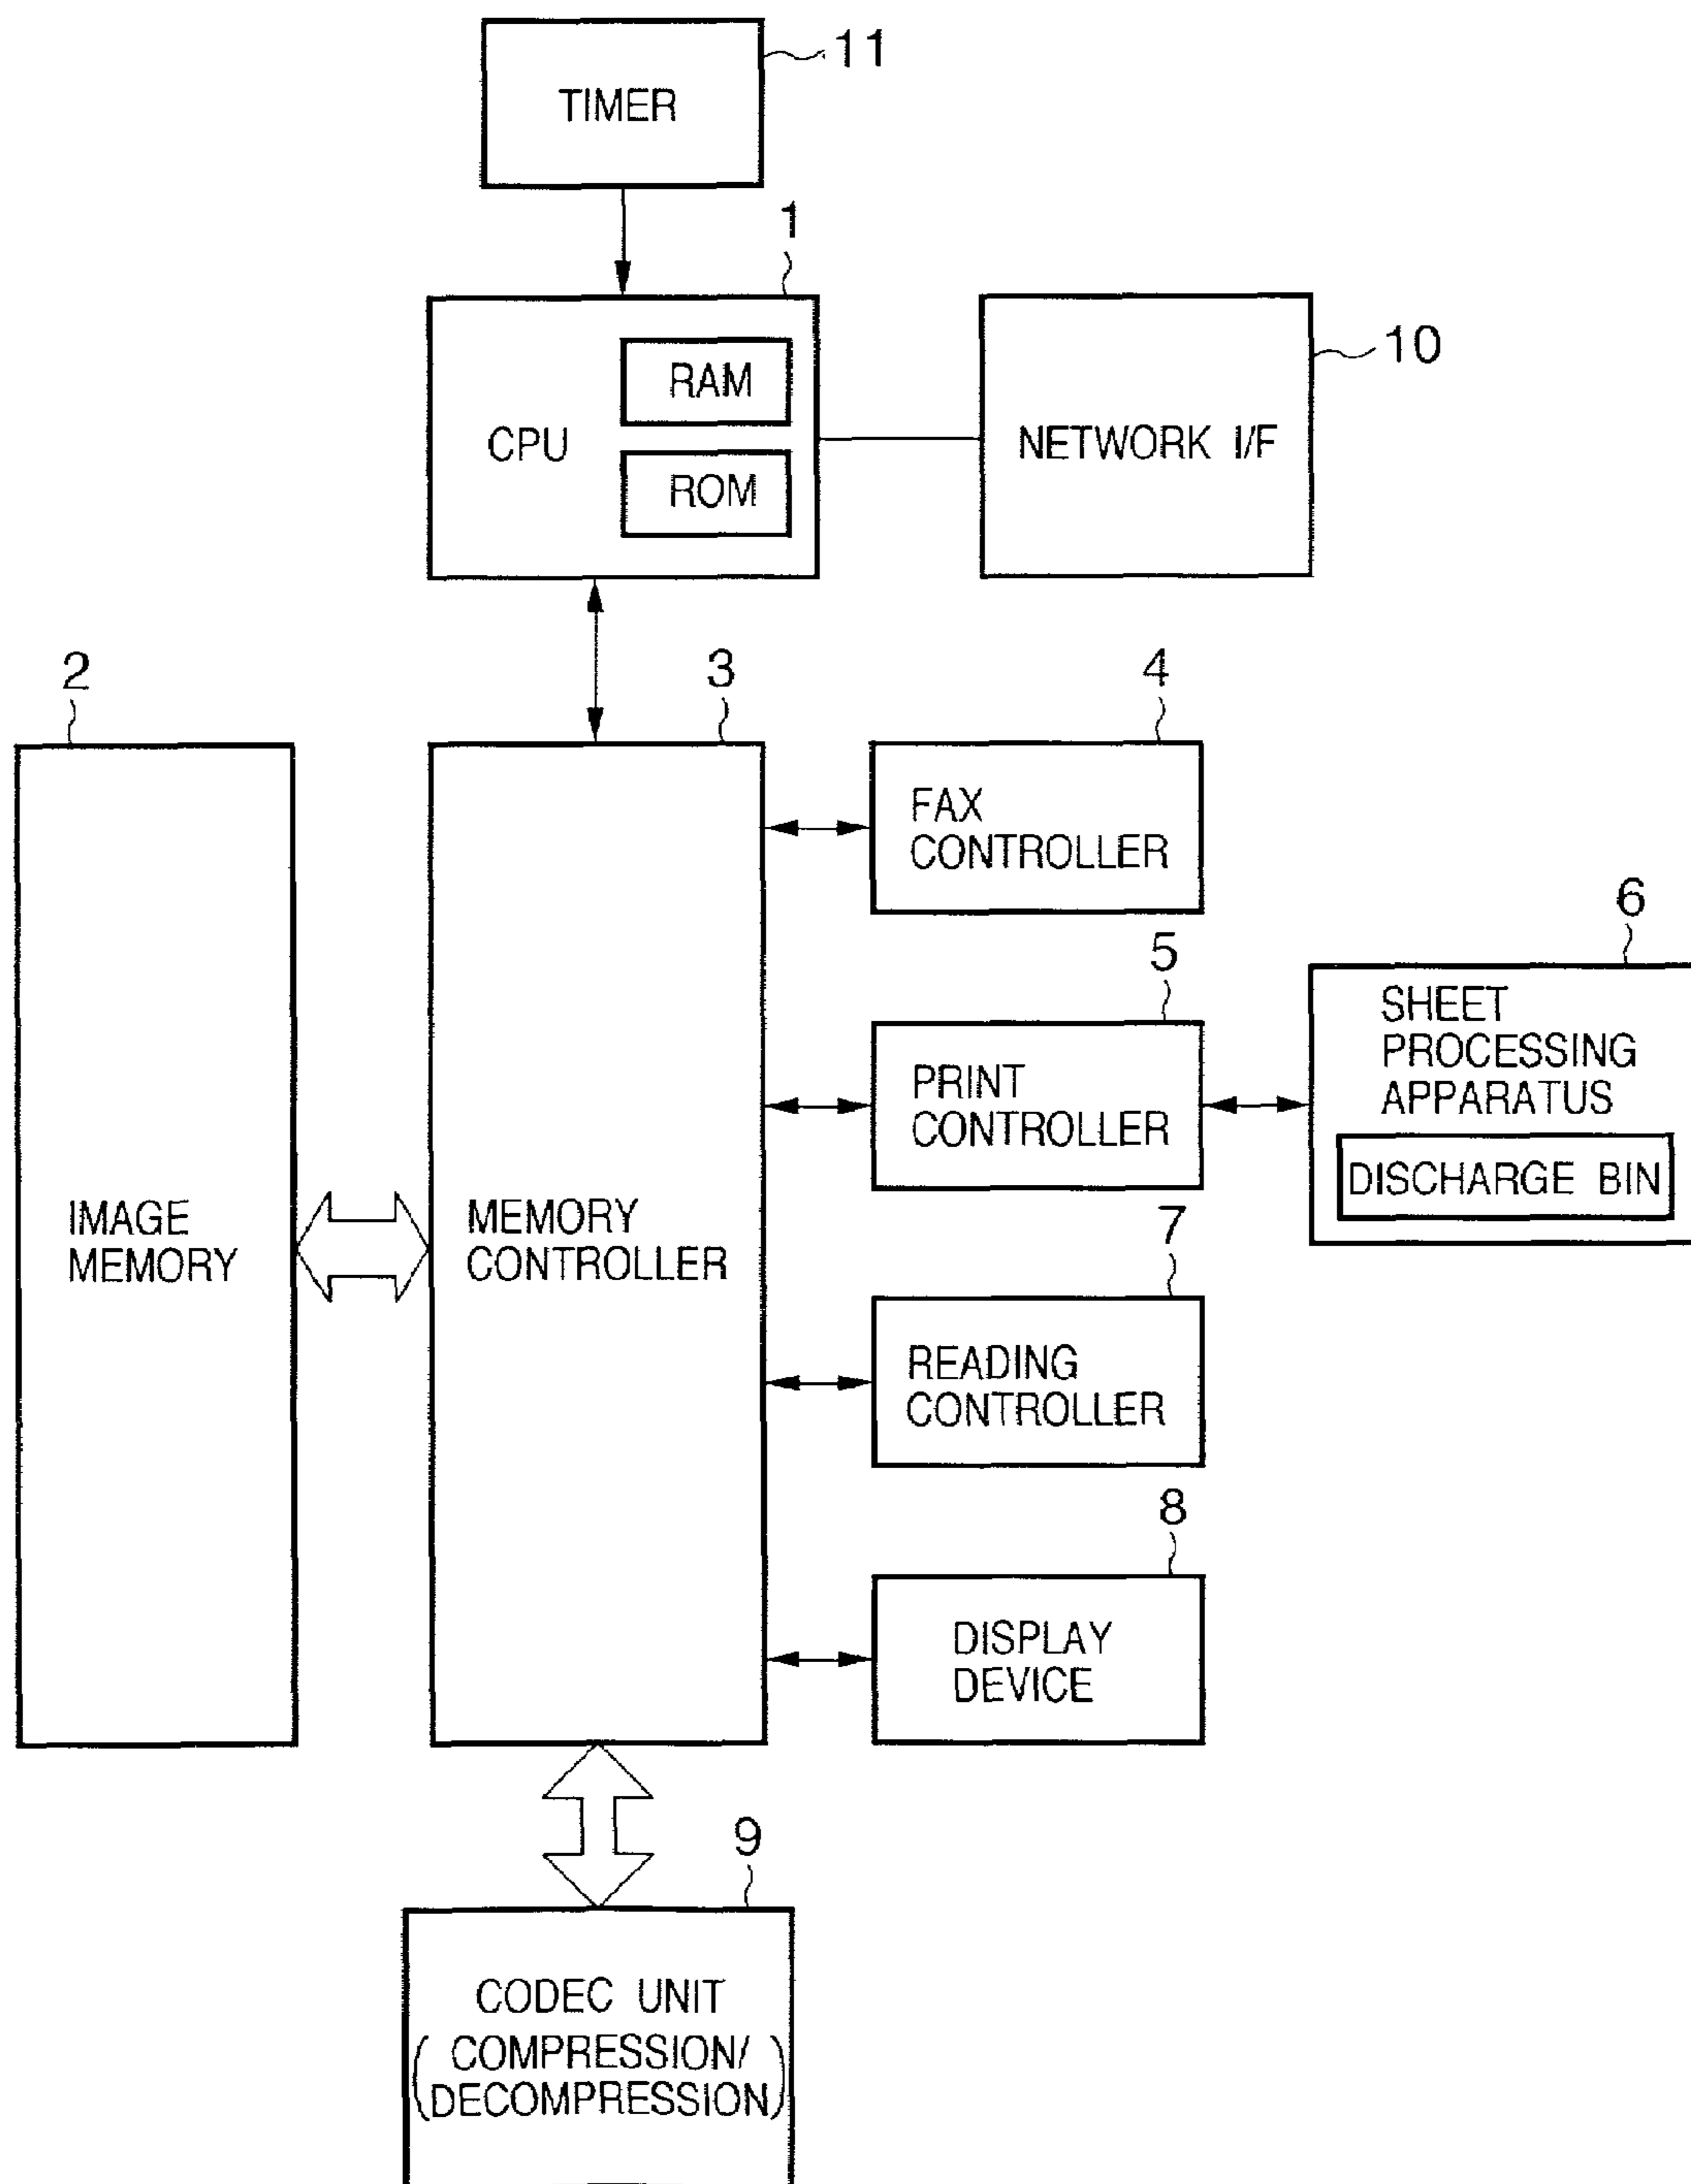 11
TIMER
1
RAM
CPU
ROM
10
NETWORK I/F
2
3
4
IMAGE
MEMORY
MEMORY
CONTROLLER
FAX
CONTROLLER
5
PRINT
CONTROLLER
6
SHEET
PROCESSING
APPARATUS
DISCHARGE BIN
7
READING
CONTROLLER
8
DISPLAY
DEVICE
9
CODEC UNIT
(COMPRESSION/
DECOMPRESSION)